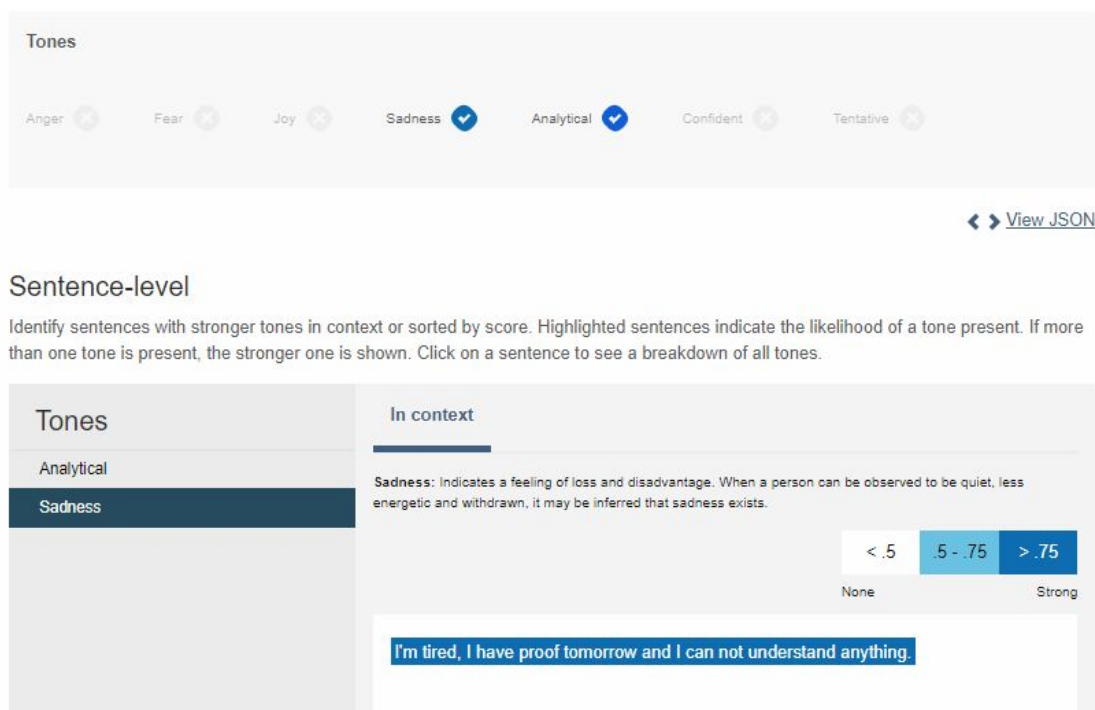 Tones
Anger Fear Joy Sadness Analytical Confident Tentative
View JSON
Sentence-level
Identify sentences with stronger tones in context or sorted by score. Highlighted sentences indicate the likelihood of a tone present. If more
than one tone is present, the stronger one is shown. Click on a sentence to see a breakdown of all tones.
Tones
Analytical
Sadness
In context
Sadness: Indicates a feeling of loss and disadvantage. When a person can be observed to be quiet, less
energetic and withdrawn, it may be inferred that sadness exists.
< .5 .5 - .75 > .75
None Strong
I'm tired, I have proof tomorrow and I can not understand anything.